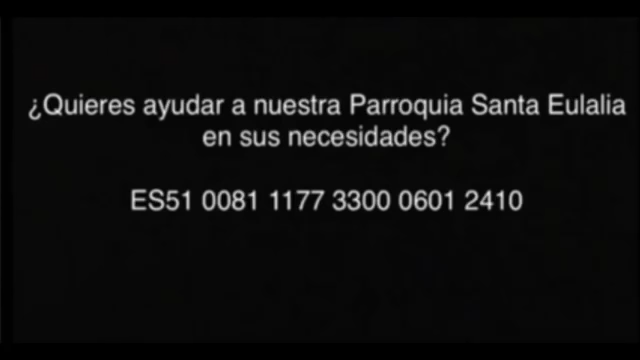 ¿Quieres ayudar a nuestra Parroquia Santa Eulalia
en sus necesidades?
ES51 0081 1177 3300 0601 2410